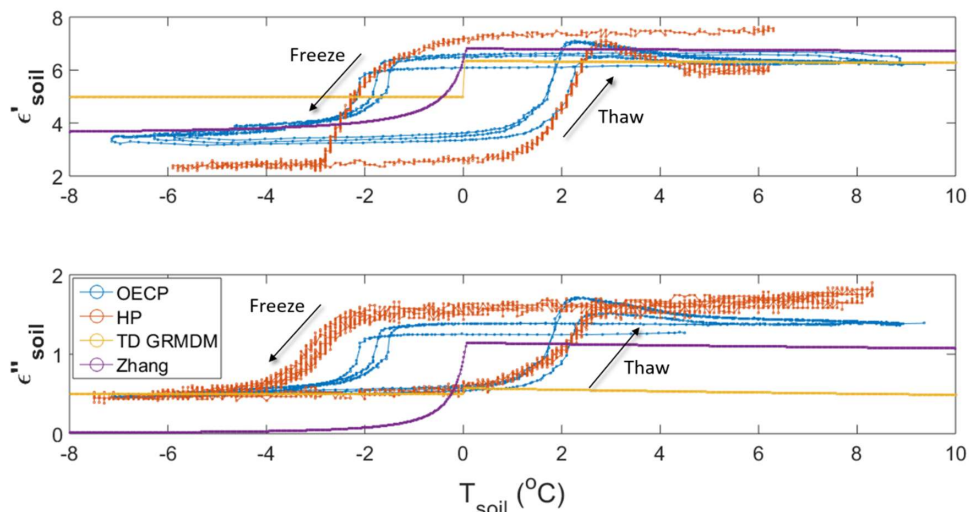 8
6
4
2
ϵ'soil
Freeze
Thaw
-8 -6 -4 -2 0 2 4 6 8 10
2
1
0
ϵ''soil
OECP
HP
TD GRMDM
Zhang
Freeze
Thaw
-8 -6 -4 -2 0 2 4 6 8 10
Tsoil (°C)